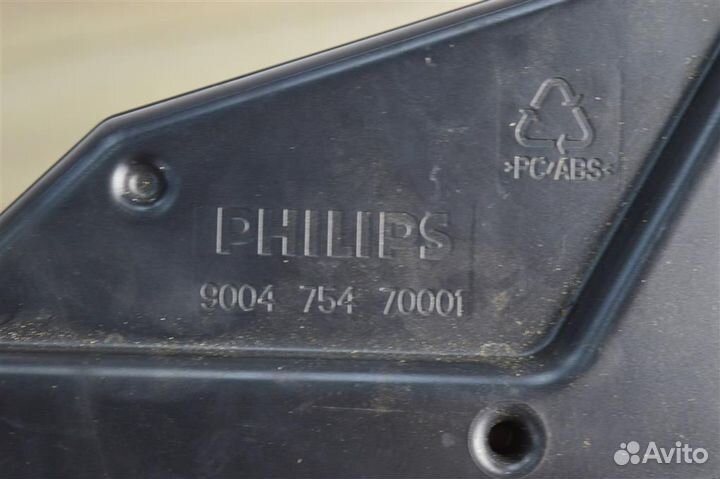 >PC/ABS<
PHILIPS
9004 754 70001
Avito